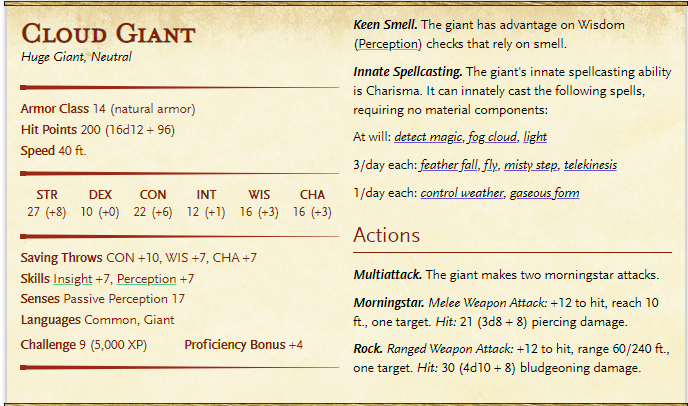 Cloud Giant
Huge Giant, Neutral
Armor Class 14 (natural armor)
Hit Points 200 (16d12 + 96)
Speed 40 ft.
STR DEX CON INT WIS CHA
27 (+8) 10 (+0) 22 (+6) 12 (+1) 16 (+3) 16 (+3)
Saving Throws CON +10, WIS +7, CHA +7
Skills Insight +7, Perception +7
Senses Passive Perception 17
Languages Common, Giant
Challenge 9 (5,000 XP) Proficiency Bonus +4
Keen Smell. The giant has advantage on Wisdom
(Perception) checks that rely on smell.
Innate Spellcasting. The giant's innate spellcasting ability
is Charisma. It can innately cast the following spells,
requiring no material components:
At will: detect magic, fog cloud, light
3/day each: feather fall, fly, misty step, telekinesis
1/day each: control weather, gaseous form
Actions
Multiattack. The giant makes two morningstar attacks.
Morningstar. Melee Weapon Attack: +12 to hit, reach 10
ft., one target. Hit: 21 (3d8 + 8) piercing damage.
Rock. Ranged Weapon Attack: +12 to hit, range 60/240 ft.,
one target. Hit: 30 (4d10 + 8) bludgeoning damage.